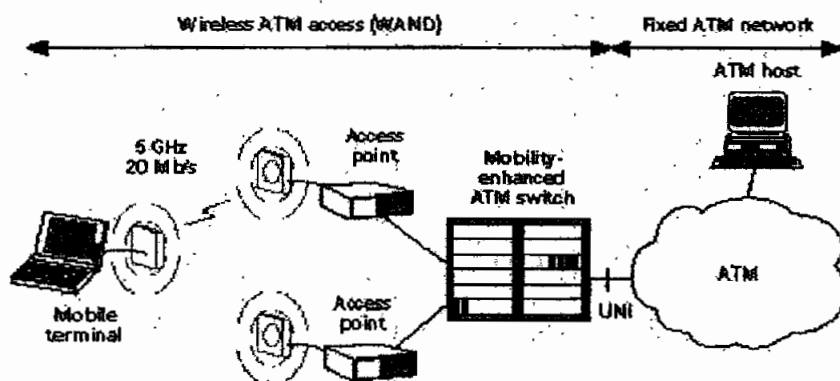 Wireless ATM access (WAND)
Fixed ATM network
ATM host
5 GHz
20 Mb/s
Access
point
Mobility-
enhanced
ATM switch
ATM
UNI
Mobile
terminal
Access
point